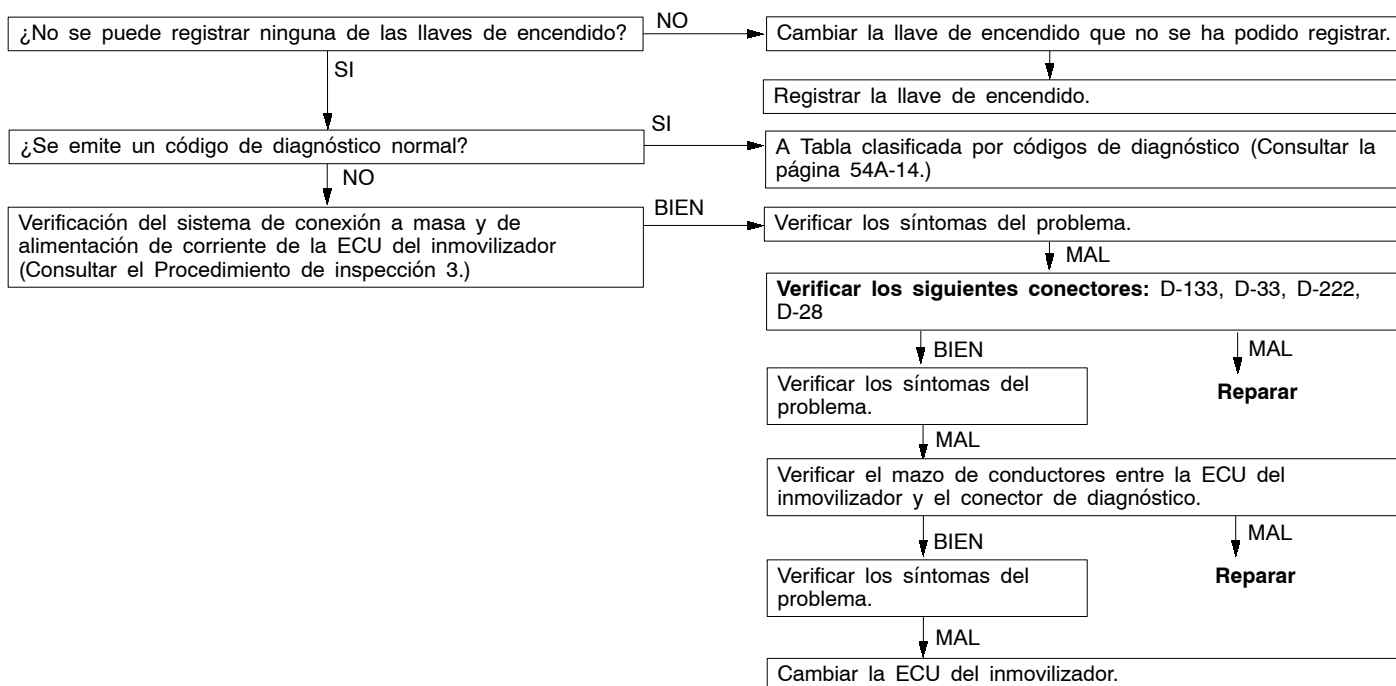 ¿No se puede registrar ninguna de las llaves de encendido?
NO
Cambiar la llave de encendido que no se ha podido registrar.
SI
Registrar la llave de encendido.
¿Se emite un código de diagnóstico normal?
SI
A Tabla clasificada por códigos de diagnóstico (Consultar la
página 54A-14.)
NO
Verificación del sistema de conexión a masa y de
alimentación de corriente de la ECU del inmovilizador
(Consultar el Procedimiento de inspección 3.)
BIEN
Verificar los síntomas del problema.
MAL
Verificar los siguientes conectores: D-133, D-33, D-222,
D-28
BIEN
MAL
Verificar los síntomas del
problema.
Reparar
MAL
Verificar el mazo de conductores entre la ECU del
inmovilizador y el conector de diagnóstico.
BIEN
MAL
Verificar los síntomas del
problema.
Reparar
MAL
Cambiar la ECU del inmovilizador.